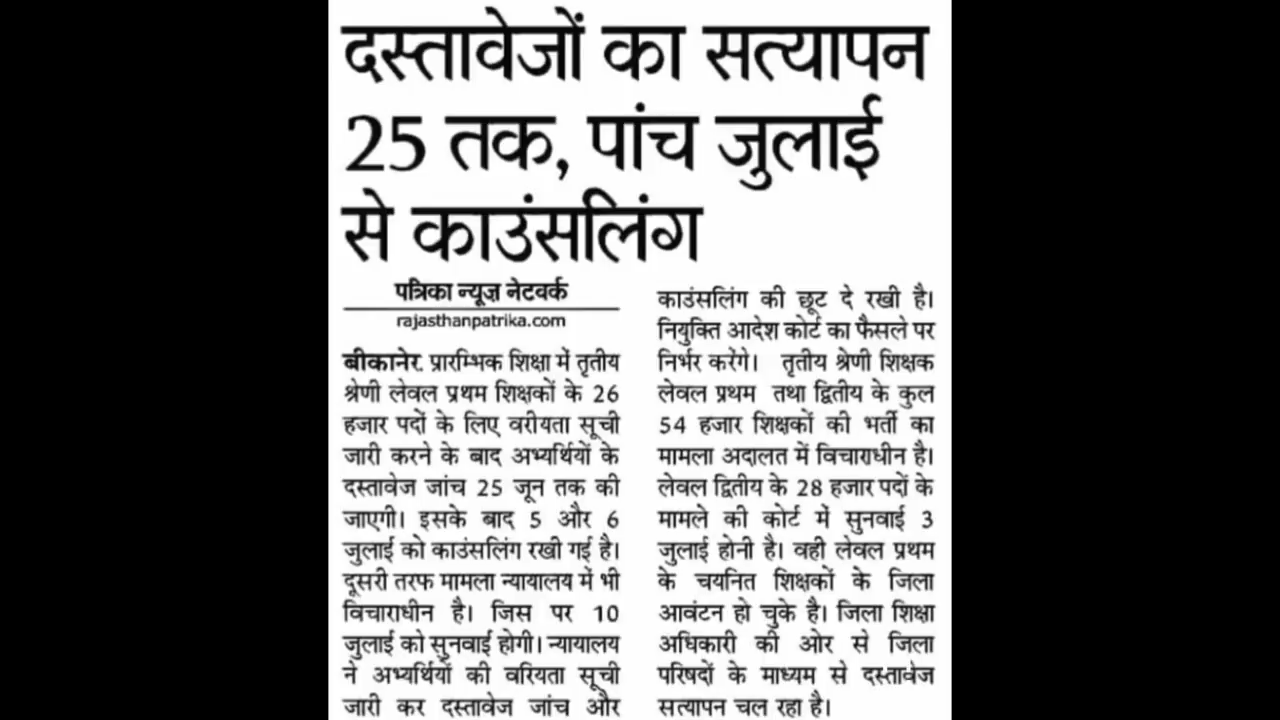 दस्तावेजों का सत्यापन
25 तक, पांच जुलाई
से काउंसलिंग
पत्रिका न्यूज़ नेटवर्क
rajasthanpatrika.com
बीकानेर. प्रारम्भिक शिक्षा में तृतीय
श्रेणी लेवल प्रथम शिक्षकों के 26
हजार पदों के लिए वरीयता सूची
जारी करने के बाद अभ्यर्थियों के
दस्तावेज जांच 25 जून तक की
जाएगी। इसके बाद 5 और 6
जुलाई को काउंसलिंग रखी गई है।
दूसरी तरफ मामला न्यायालय में भी
विचाराधीन है। जिस पर 10
जुलाई को सुनवाई होगी। न्यायालय
ने अभ्यर्थियों की वरियता सूची
जारी कर दस्तावेज जांच और
काउंसलिंग की छूट दे रखी है।
नियुक्ति आदेश कोर्ट का फैसले पर
निर्भर करेंगे। तृतीय श्रेणी शिक्षक
लेवल प्रथम तथा द्वितीय के कुल
54 हजार शिक्षकों की भर्ती का
मामला अदालत में विचाराधीन है।
लेवल द्वितीय के 28 हजार पदों के
मामले की कोर्ट में सुनवाई 3
जुलाई होनी है। वही लेवल प्रथम
के चयनित शिक्षकों के जिला
आवंटन हो चुके है। जिला शिक्षा
अधिकारी की ओर से जिला
परिषदों के माध्यम से दस्तावेज
सत्यापन चल रहा है।